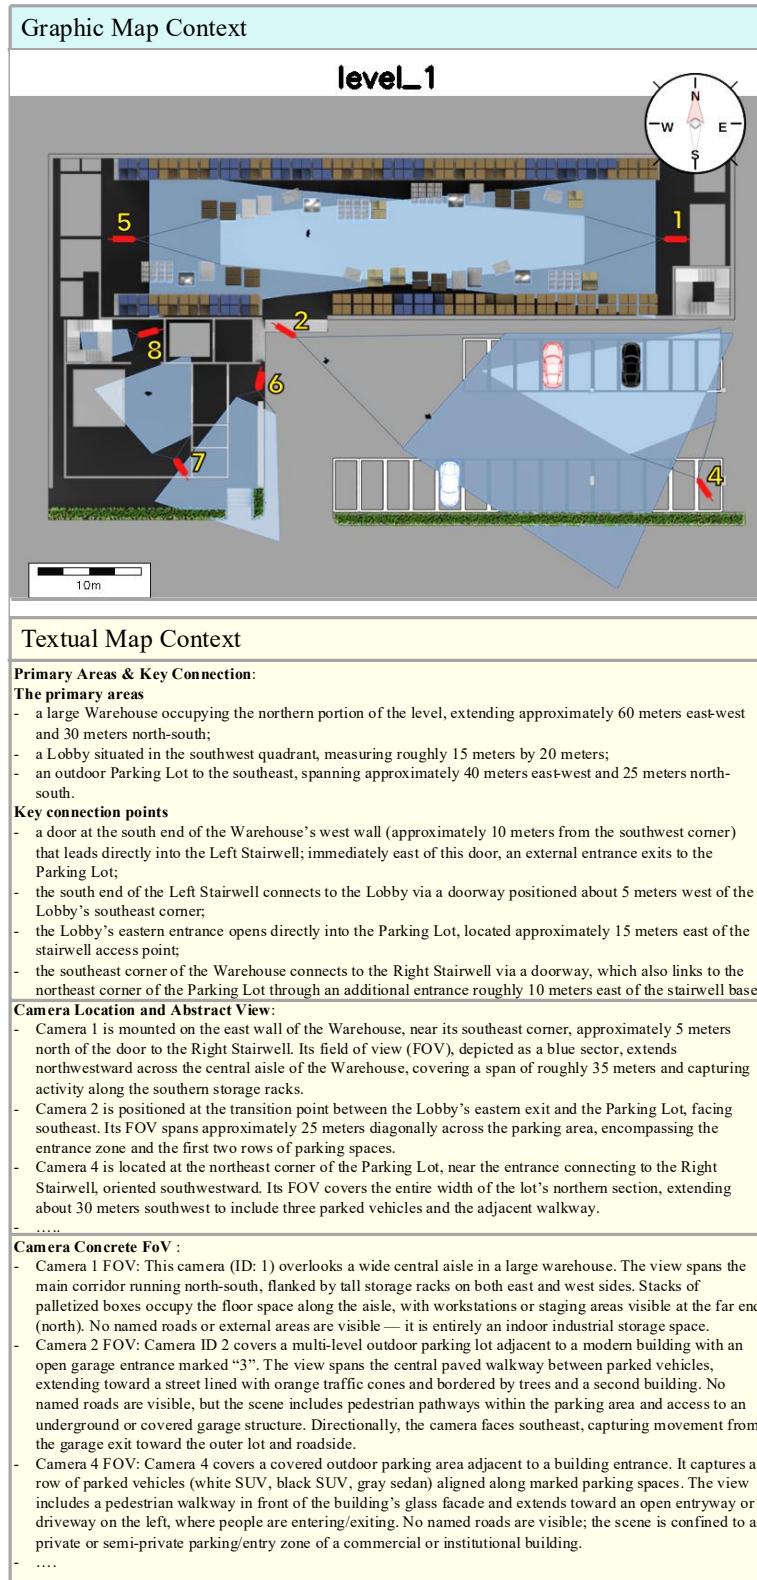 Graphic Map Context
level_1
N
W E
S
5
1
2
8
6
7
4
10m
Textual Map Context
Primary Areas & Key Connection:
The primary areas
- a large Warehouse occupying the northern portion of the level, extending approximately 60 meters east-west
and 30 meters north-south;
- a Lobby situated in the southwest quadrant, measuring roughly 15 meters by 20 meters;
- an outdoor Parking Lot to the southeast, spanning approximately 40 meters east-west and 25 meters north-
south.
Key connection points
- a door at the south end of the Warehouse's west wall (approximately 10 meters from the southwest corner)
that leads directly into the Left Stairwell; immediately east of this door, an external entrance exits to the
Parking Lot;
- the south end of the Left Stairwell connects to the Lobby via a doorway positioned about 5 meters west of the
Lobby's southeast corner;
- the Lobby's eastern entrance opens directly into the Parking Lot, located approximately 15 meters east of the
stairwell access point;
- the southeast corner of the Warehouse connects to the Right Stairwell via a doorway, which also links to the
northeast corner of the Parking Lot through an additional entrance roughly 10 meters east of the stairwell base
Camera Location and Abstract View:
- Camera 1 is mounted on the east wall of the Warehouse, near its southeast corner, approximately 5 meters
north of the door to the Right Stairwell. Its field of view (FOV), depicted as a blue sector, extends
northwestward across the central aisle of the Warehouse, covering a span of roughly 35 meters and capturing
activity along the southern storage racks.
- Camera 2 is positioned at the transition point between the Lobby's eastern exit and the Parking Lot, facing
southeast. Its FOV spans approximately 25 meters diagonally across the parking area, encompassing the
entrance zone and the first two rows of parking spaces.
- Camera 4 is located at the northeast corner of the Parking Lot, near the entrance connecting to the Right
Stairwell, oriented southwestward. Its FOV covers the entire width of the lot's northern section, extending
about 30 meters southwest to include three parked vehicles and the adjacent walkway.
- …..
Camera Concrete FoV :
- Camera 1 FOV: This camera (ID: 1) overlooks a wide central aisle in a large warehouse. The view spans the
main corridor running north-south, flanked by tall storage racks on both east and west sides. Stacks of
palletized boxes occupy the floor space along the aisle, with workstations or staging areas visible at the far end
(north). No named roads or external areas are visible — it is entirely an indoor industrial storage space.
- Camera 2 FOV: Camera ID 2 covers a multi-level outdoor parking lot adjacent to a modern building with an
open garage entrance marked “3”. The view spans the central paved walkway between parked vehicles,
extending toward a street lined with orange traffic cones and bordered by trees and a second building. No
named roads are visible, but the scene includes pedestrian pathways within the parking area and access to an
underground or covered garage structure. Directionally, the camera faces southeast, capturing movement from
the garage exit toward the outer lot and roadside.
- Camera 4 FOV: Camera 4 covers a covered outdoor parking area adjacent to a building entrance. It captures a
row of parked vehicles (white SUV, black SUV, gray sedan) aligned along marked parking spaces. The view
includes a pedestrian walkway in front of the building's glass facade and extends toward an open entryway or
driveway on the left, where people are entering/exiting. No named roads are visible; the scene is confined to a
private or semi-private parking/entry zone of a commercial or institutional building.
- ….